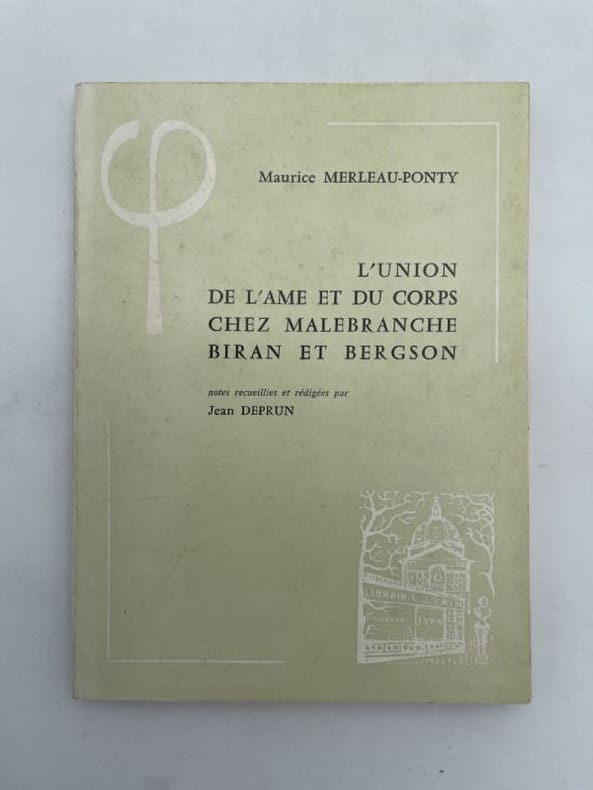 φ
Maurice MERLEAU-PONTY
L'UNION
DE L'AME ET DU CORPS
CHEZ MALEBRANCHE
BIRAN ET BERGSON
notes recueillies et rédigées par
Jean DEPRUN
LIBRAIRIE